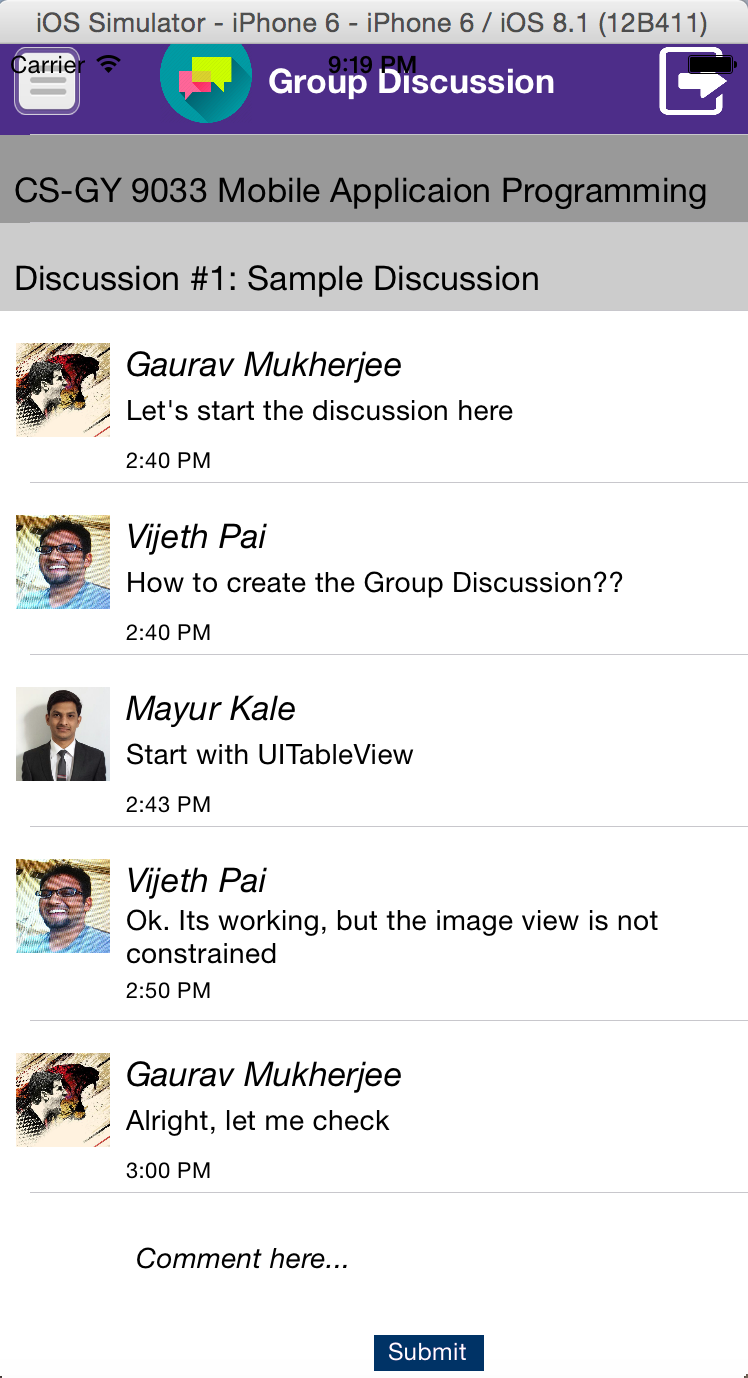 iOS Simulator - iPhone 6 - iPhone 6 / iOS 8.1 (12B411)
Carrier 9:19 PM
Group Discussion
CS-GY 9033 Mobile Applicaion Programming
Discussion #1: Sample Discussion
Gaurav Mukherjee
Let's start the discussion here
2:40 PM
Vijeth Pai
How to create the Group Discussion??
2:40 PM
Mayur Kale
Start with UITableView
2:43 PM
Vijeth Pai
Ok. Its working, but the image view is not
constrained
2:50 PM
Gaurav Mukherjee
Alright, let me check
3:00 PM
Comment here...
Submit